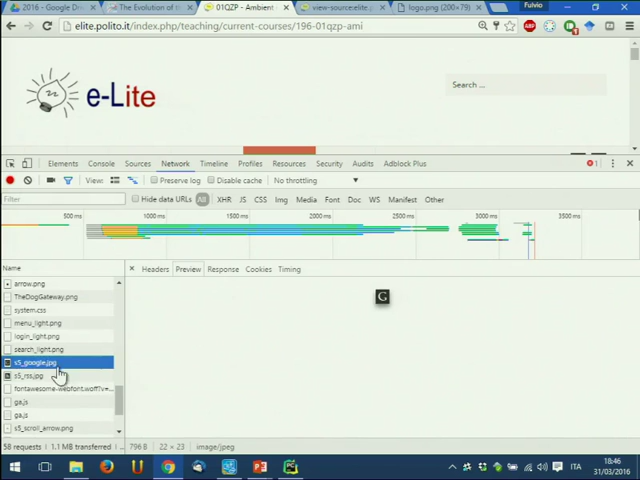 2016 - Google Dri
The Evolution of th
01QZP - Ambient
view-source:elite.p
logo.png (200×79)
Fulvio
elite.polito.it/index.php/teaching/current-courses/196-01qzp-ami
e-Lite
Search ...
Elements Console Sources Network Timeline Profiles Resources Security Audits Adblock Plus
1
View: Preserve log Disable cache No throttling
Filter Hide data URLs All XHR JS CSS Img Media Font Doc WS Manifest Other
500 ms 1000 ms 1500 ms 2000 ms 2500 ms 3000 ms 3500 ms
Name
Headers Preview Response Cookies Timing
arrow.png
TheDogGateway.png
system.css
menu_light.png
login_light.png
search_light.png
s5_google.jpg
s5_rss.jpg
fontawesome-webfont.woff?v=...
ga.js
ga.js
s5_scroll_arrow.png
G
58 requests | 1.1 MB transferred | ...
796 B 22 × 23 image/jpeg
ITA
18:46
31/03/2016